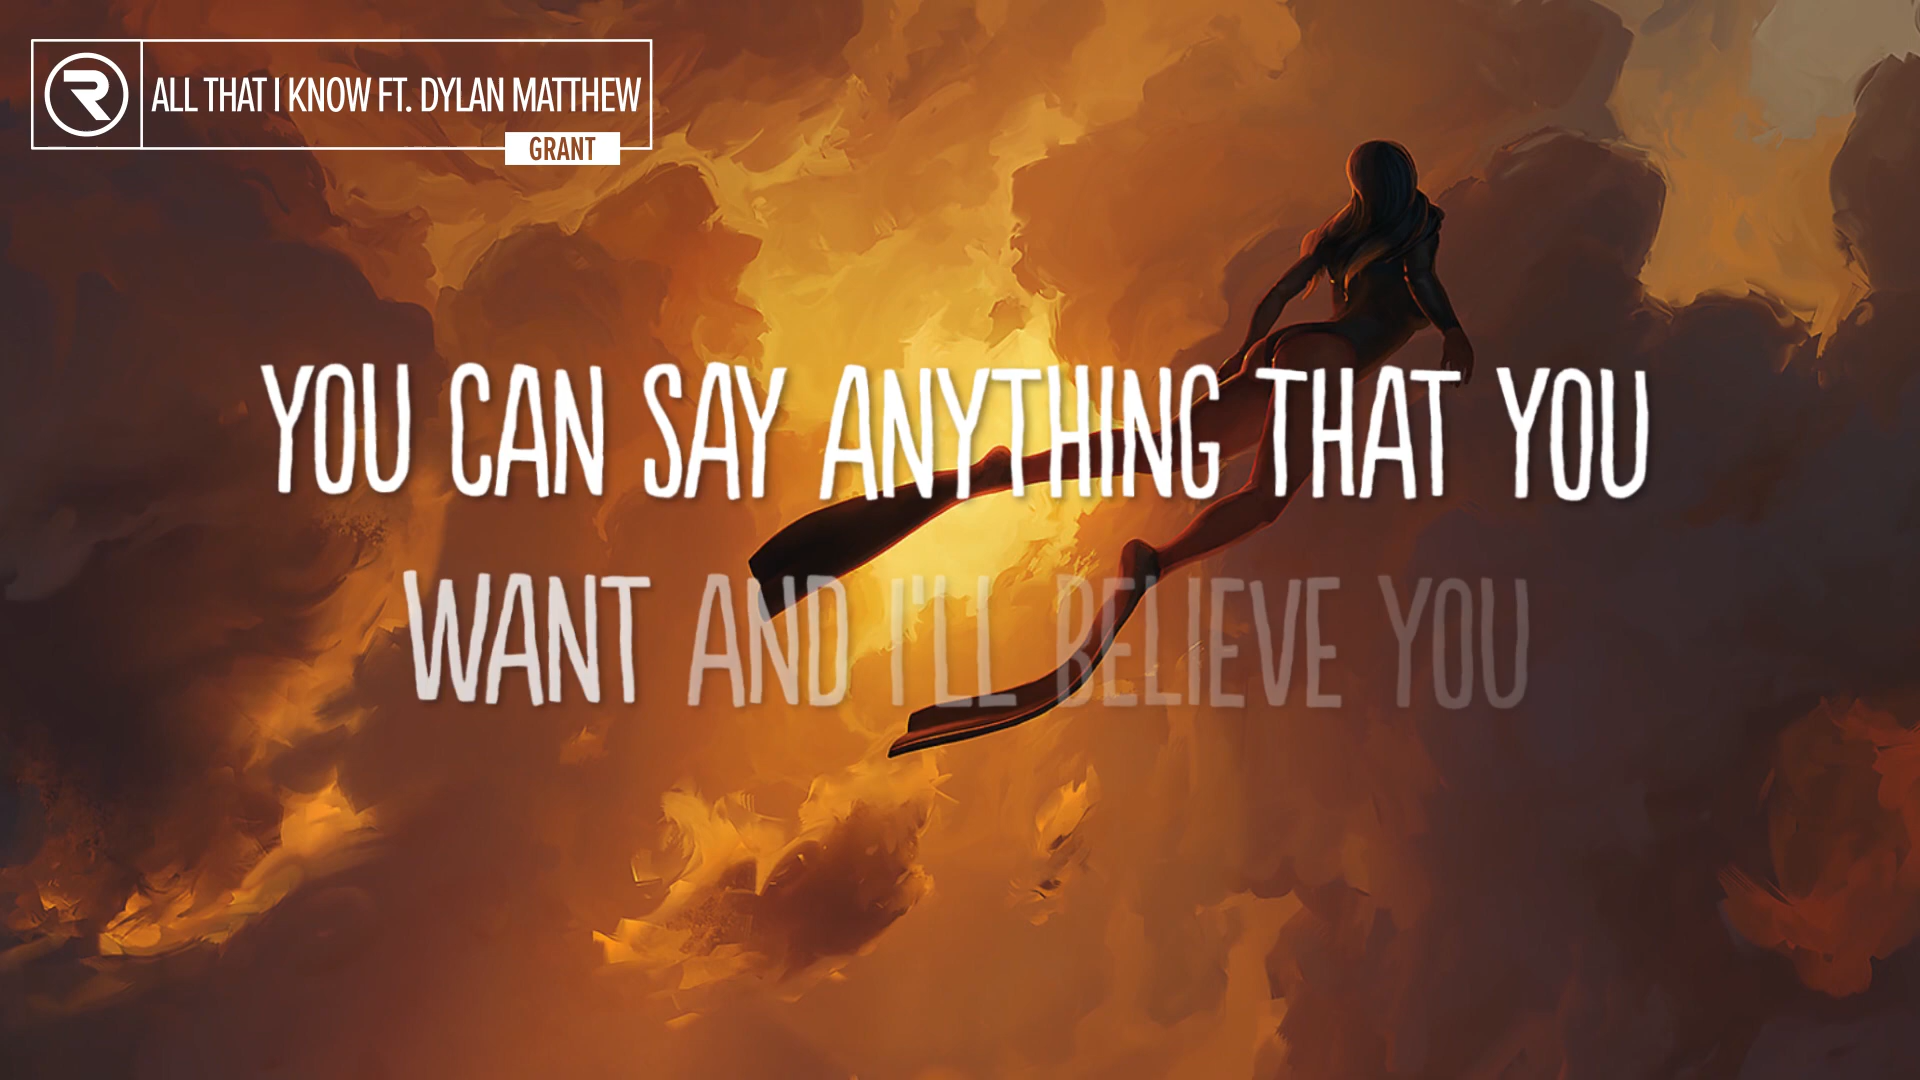 ALL THAT I KNOW FT. DYLAN MATTHEW
GRANT
YOU CAN SAY ANYTHING THAT YOU
WANT AND I'LL BELIEVE YOU